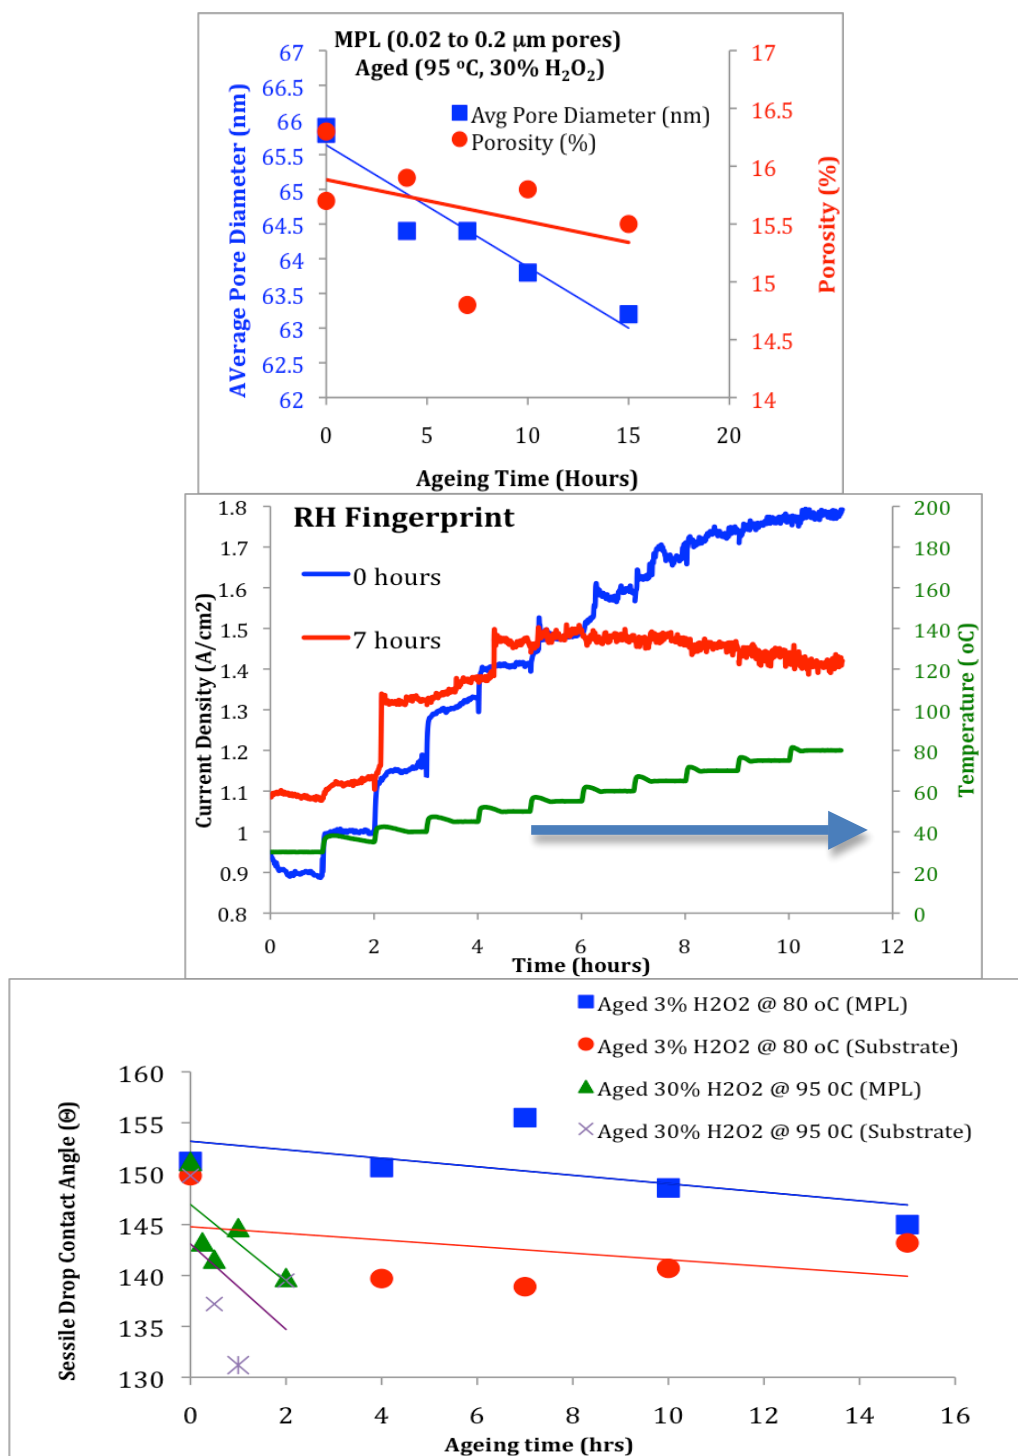 MPL (0.02 to 0.2 μm pores)
Aged (95 ºC, 30% H₂O₂)
Avg Pore Diameter (nm)
Porosity (%)
AVerage Pore Diameter (nm)
67
66.5
66
65.5
65
64.5
64
63.5
63
62.5
62
17
16.5
16
15.5
15
14.5
14
Porosity (%)
0 5 10 15 20
Ageing Time (Hours)
RH Fingerprint
0 hours
7 hours
Current Density (A/cm2)
1.8
1.7
1.6
1.5
1.4
1.3
1.2
1.1
1
0.9
0.8
200
180
160
140
120
100
80
60
40
20
0
Temperature ( oC)
0 2 4 6 8 10 12
Time (hours)
Aged 3% H2O2 @ 80 oC (MPL)
Aged 3% H2O2 @ 80 oC (Substrate)
Aged 30% H2O2 @ 95 0C (MPL)
Aged 30% H2O2 @ 95 0C (Substrate)
Sessile Drop Contact Angle (Θ)
160
155
150
145
140
135
130
0 2 4 6 8 10 12 14 16
Ageing time (hrs)